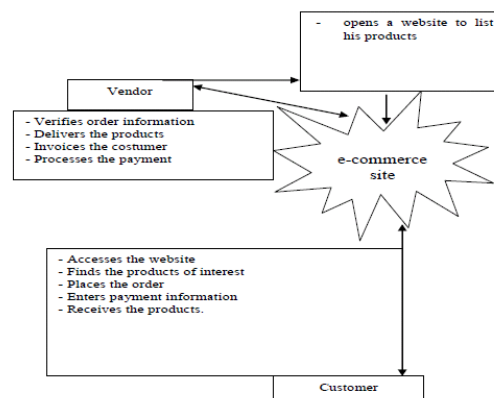 - opens a website to list
his products
Vendor
- Verifies order information
- Delivers the products
- Invoices the costumer
- Processes the payment
e-commerce
site
- Accesses the website
- Finds the products of interest
- Places the order
- Enters payment information
- Receives the products.
Customer